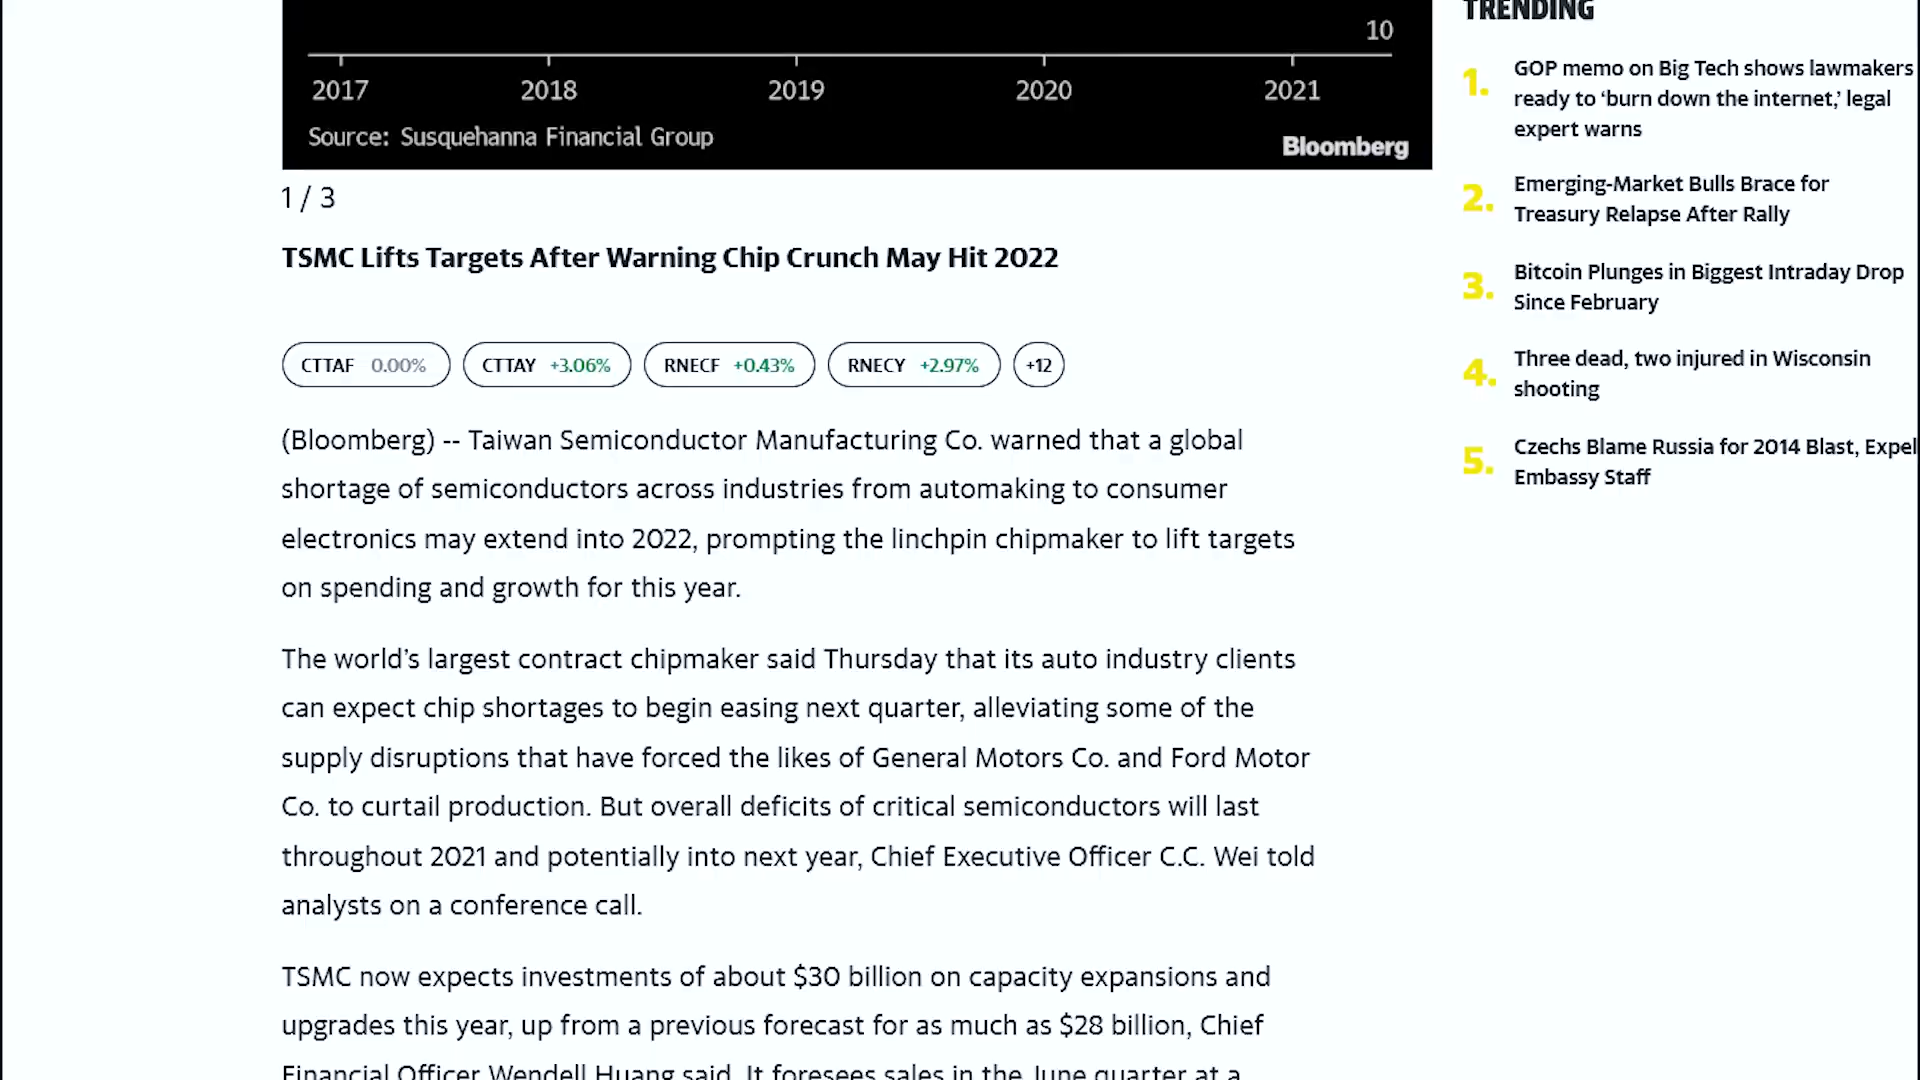 10
2017 2018 2019 2020 2021
Source: Susquehanna Financial Group
Bloomberg
1 / 3
TSMC Lifts Targets After Warning Chip Crunch May Hit 2022
CTTAF 0.00% CTTAY +3.06% RNECF +0.43% RNECY +2.97% +12
(Bloomberg) -- Taiwan Semiconductor Manufacturing Co. warned that a global
shortage of semiconductors across industries from automaking to consumer
electronics may extend into 2022, prompting the linchpin chipmaker to lift targets
on spending and growth for this year.
The world’s largest contract chipmaker said Thursday that its auto industry clients
can expect chip shortages to begin easing next quarter, alleviating some of the
supply disruptions that have forced the likes of General Motors Co. and Ford Motor
Co. to curtail production. But overall deficits of critical semiconductors will last
throughout 2021 and potentially into next year, Chief Executive Officer C.C. Wei told
analysts on a conference call.
TSMC now expects investments of about $30 billion on capacity expansions and
upgrades this year, up from a previous forecast for as much as $28 billion, Chief
Financial Officer Wendell Huang said. It foresees sales in the June quarter at a
TRENDING
1. GOP memo on Big Tech shows lawmakers
ready to ‘burn down the internet,’ legal
expert warns
2. Emerging-Market Bulls Brace for
Treasury Relapse After Rally
3. Bitcoin Plunges in Biggest Intraday Drop
Since February
4. Three dead, two injured in Wisconsin
shooting
5. Czechs Blame Russia for 2014 Blast, Expel
Embassy Staff